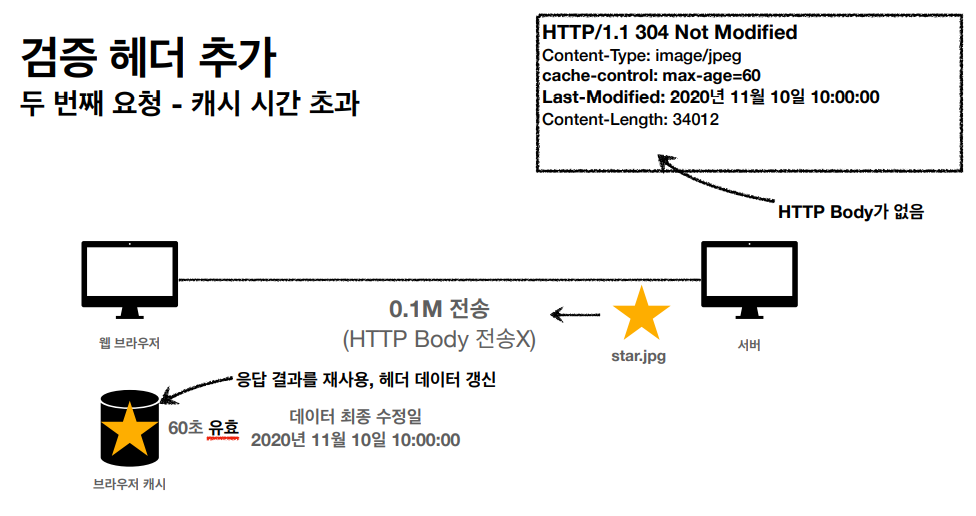 검증 헤더 추가
두 번째 요청 - 캐시 시간 초과
HTTP/1.1 304 Not Modified
Content-Type: image/jpeg
cache-control: max-age=60
Last-Modified: 2020년 11월 10일 10:00:00
Content-Length: 34012
HTTP Body가 없음
0.1M 전송
(HTTP Body 전송X)
star.jpg
웹 브라우저
서버
응답 결과를 재사용, 헤더 데이터 갱신
60초 유효
데이터 최종 수정일
2020년 11월 10일 10:00:00
브라우저 캐시